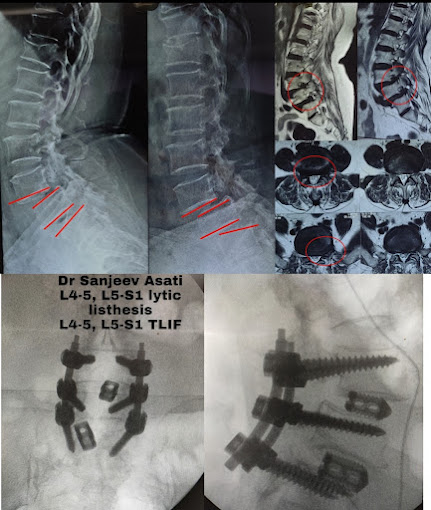 Dr Sanjeev Asati
L4-5, L5-S1 lytic
listhesis
L4-5, L5-S1 TLIF